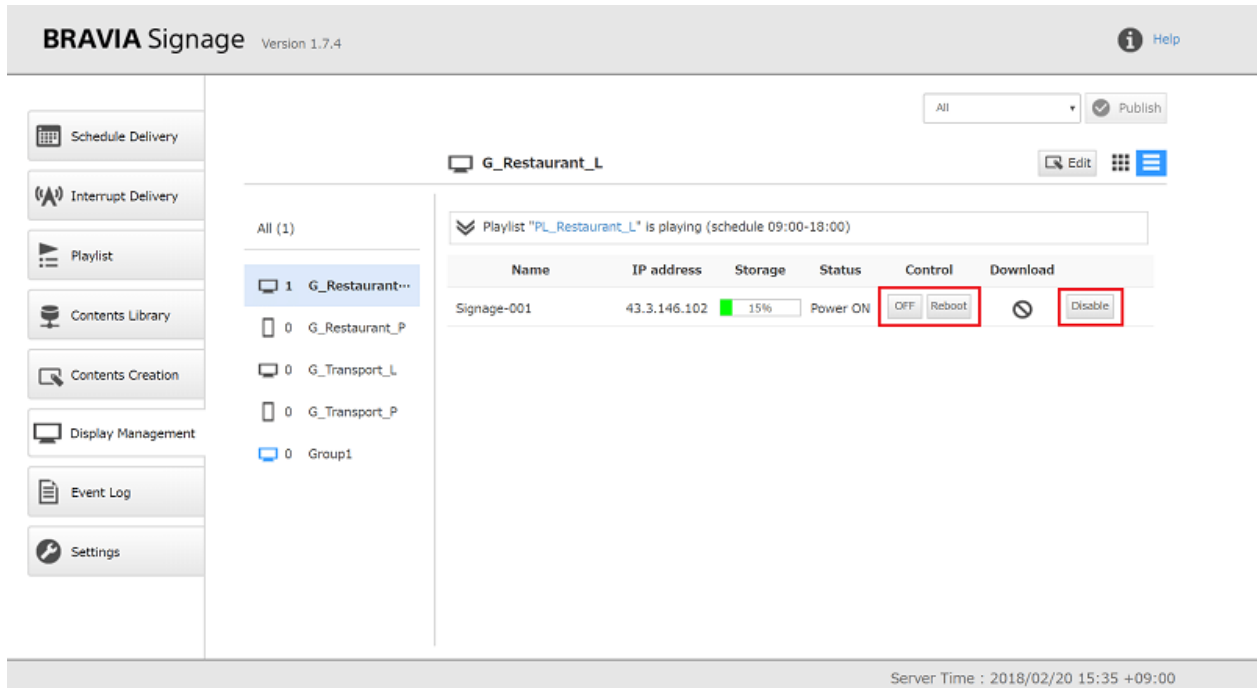 BRAVIA Signage Version 1.7.4
Help
All
Publish
Schedule Delivery
Interrupt Delivery
Playlist
Contents Library
Contents Creation
Display Management
Event Log
Settings
G_Restaurant_L
Edit
All (1)
1 G_Restaurant…
0 G_Restaurant_P
0 G_Transport_L
0 G_Transport_P
0 Group1
Playlist "PL_Restaurant_L" is playing (schedule 09:00-18:00)
Name IP address Storage Status Control Download
Signage-001 43.3.146.102 15% Power ON OFF Reboot Disable
Server Time : 2018/02/20 15:35 +09:00